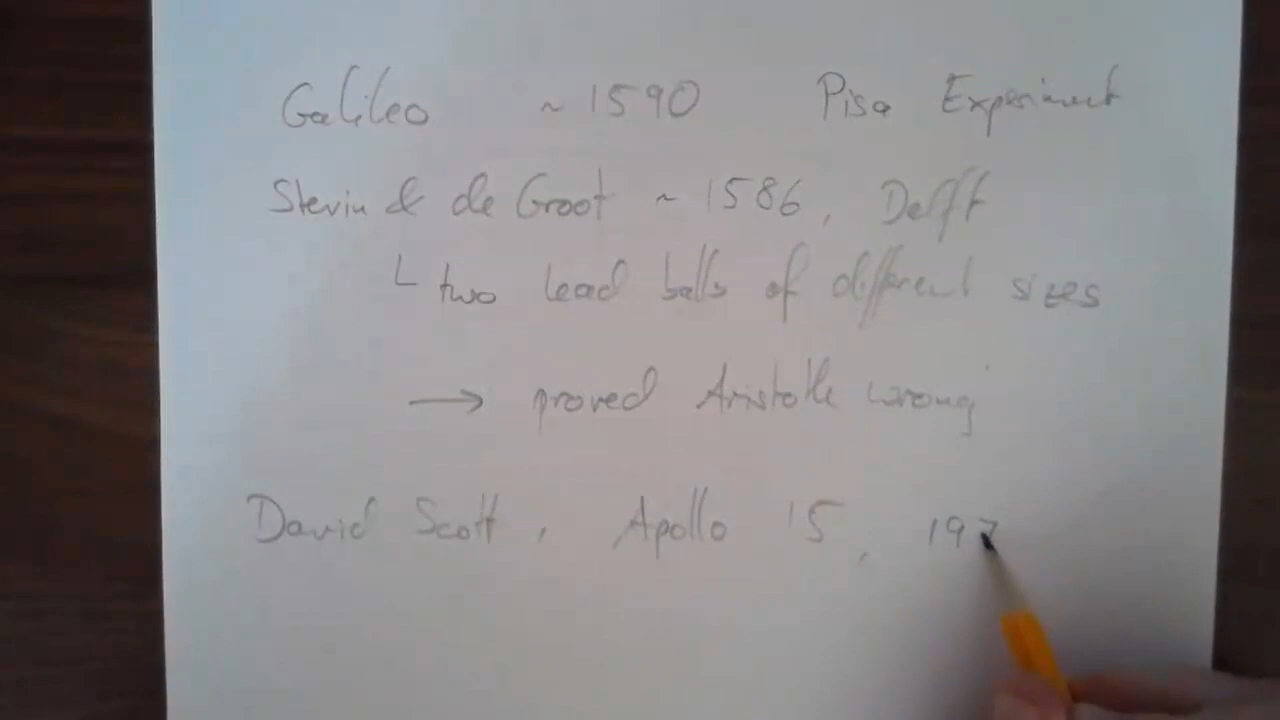 Galileo ~ 1590 Pisa Experiment
Stevin & de Groot ~ 1586, Delft
└ two lead balls of different sizes
→ proved Aristotle wrong
David Scott, Apollo 15, 197